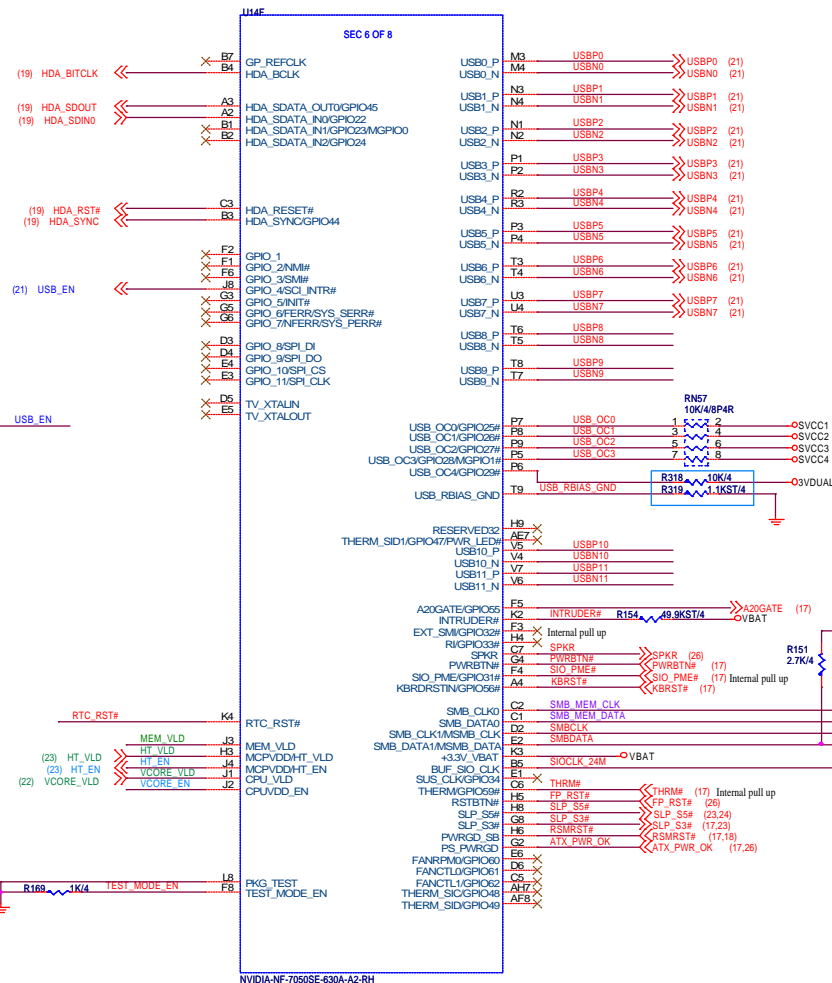 U14F
SEC 6 OF 8
B7 GP_REFCLK
(19) HDA_BITCLK B4 HDA_BCLK
(19) HDA_SDOUT A3 HDA_SDATA_OUT0/GPIO45
(19) HDA_SDIN0 A2 HDA_SDATA_IN0/GPIO22
B1 HDA_SDATA_IN1/GPIO23/MGPIO0
B2 HDA_SDATA_IN2/GPIO24
(19) HDA_RST# C3 HDA_RESET#
(19) HDA_SYNC B3 HDA_SYNC/GPIO44
F2 GPIO_1
F1 GPIO_2/NMI#
F6 GPIO_3/SMI#
(21) USB_EN J8 GPIO_4/SCI_INTR#
G3 GPIO_5/INIT#
G5 GPIO_6/FERR/SYS_SERR#
G6 GPIO_7/NFERR/SYS_PERR#
D3 GPIO_8/SPI_DI
D4 GPIO_9/SPI_DO
E4 GPIO_10/SPI_CS
E3 GPIO_11/SPI_CLK
D5 TV_XTALIN
E5 TV_XTALOUT
USB_EN
RTC_RST# K4 RTC_RST#
MEM_VLD J3 MEM_VLD
(23) HT_VLD HT_VLD H3 MCPVDD/HT_VLD
(23) HT_EN HT_EN J4 MCPVDD/HT_EN
(22) VCORE_VLD VCORE_VLD J1 CPU_VLD
VCORE_EN J2 CPUVDD_EN
L8 PKG_TEST
R169 1K/4 TEST_MODE_EN F8 TEST_MODE_EN
USB0_P M3 USBP0 USBP0 (21)
USB0_N M4 USBN0 USBN0 (21)
USB1_P N3 USBP1 USBP1 (21)
USB1_N N4 USBN1 USBN1 (21)
USB2_P N1 USBP2 USBP2 (21)
USB2_N N2 USBN2 USBN2 (21)
USB3_P P1 USBP3 USBP3 (21)
USB3_N P2 USBN3 USBN3 (21)
USB4_P R2 USBP4 USBP4 (21)
USB4_N R3 USBN4 USBN4 (21)
USB5_P P3 USBP5 USBP5 (21)
USB5_N P4 USBN5 USBN5 (21)
USB6_P T3 USBP6 USBP6 (21)
USB6_N T4 USBN6 USBN6 (21)
USB7_P U3 USBP7 USBP7 (21)
USB7_N U4 USBN7 USBN7 (21)
USB8_P T6 USBP8
USB8_N T5 USBN8
USB9_P T8 USBP9
USB9_N T7 USBN9
RN57
10K/4/8P4R
USB_OC0/GPIO25# P7 USB_OC0 1 2 SVCC1
USB_OC1/GPIO26# P8 USB_OC1 3 4 SVCC2
USB_OC2/GPIO27# P9 USB_OC2 5 6 SVCC3
USB_OC3/GPIO28/MGPIO1# P5 USB_OC3 7 8 SVCC4
USB_OC4/GPIO29# P6 R318 10K/4 3VDUAL
USB_RBIAS_GND T9 USB_RBIAS_GND R319 1.1KST/4
RESERVED32 H9
THERM_SID1/GPIO47/PWR_LED# AE7
USB10_P V5 USBP10
USB10_N V4 USBN10
USB11_P V7 USBP11
USB11_N V6 USBN11
A20GATE/GPIO55 F5 A20GATE (17)
INTRUDER# K2 INTRUDER# R154 49.9KST/4 VBAT
EXT_SMI/GPIO32# F3 Internal pull up
RI/GPIO33# H4
SPKR C7 SPKR SPKR (26)
PWRBTN# G4 PWRBTN# PWRBTN# (17)
SIO_PME/GPIO31# F4 SIO_PME# SIO_PME# (17) Internal pull up
KBRDRSTIN/GPIO56# A4 KBRST# KBRST# (17)
R151
2.7K/4
SMB_CLK0 C2 SMB_MEM_CLK
SMB_DATA0 C1 SMB_MEM_DATA
SMB_CLK1/MSMB_CLK D2 SMBCLK
SMB_DATA1/MSMB_DATA E2 SMBDATA
+3.3V_VBAT K3 VBAT
BUF_SIO_CLK B5 SIOCLK_24M
SUS_CLK/GPIO34 E1
THERM/GPIO59# C6 THRM# THRM# (17) Internal pull up
RSTBTN# H5 FP_RST# FP_RST# (26)
SLP_S5# H8 SLP_S5# SLP_S5# (23,24)
SLP_S3# G8 SLP_S3# SLP_S3# (17,23)
PWRGD_SB H6 RSMRST# RSMRST# (17,18)
PS_PWRGD G2 ATX_PWR_OK ATX_PWR_OK (17,26)
FANRPM0/GPIO60 E6
FANCTL0/GPIO61 D6
FANCTL1/GPIO62 C5
THERM_SIC/GPIO48 AH7
THERM_SID/GPIO49 AF8
NVIDIA-NF-7050SE-630A-A2-RH